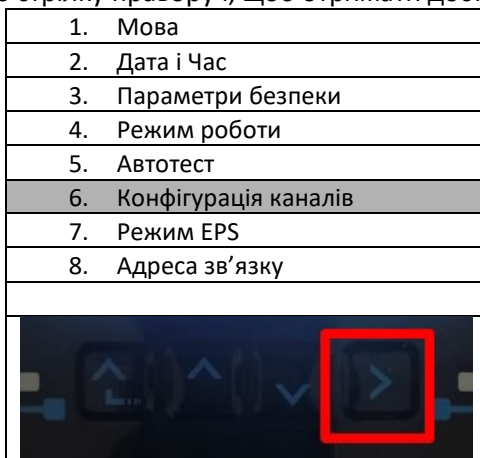 1. Мова
2. Дата і Час
3. Параметри безпеки
4. Режим роботи
5. Автотест
6. Конфігурація каналів
7. Режим EPS
8. Адреса зв’язку